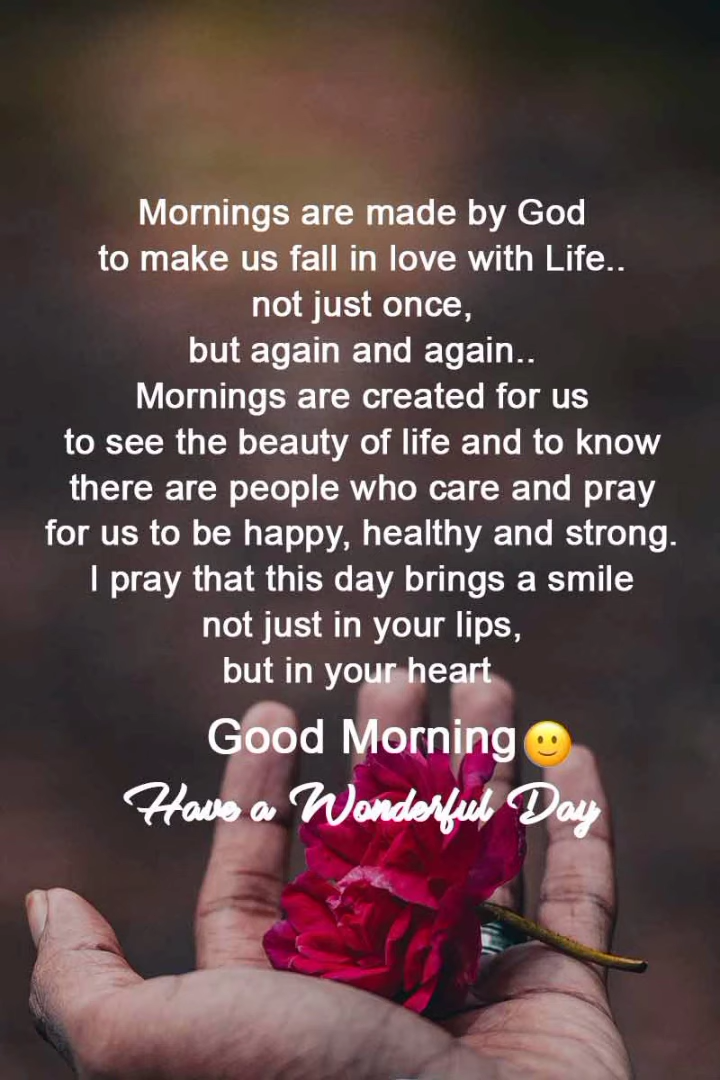 Mornings are made by God
to make us fall in love with Life..
not just once,
but again and again..
Mornings are created for us
to see the beauty of life and to know
there are people who care and pray
for us to be happy, healthy and strong.
I pray that this day brings a smile
not just in your lips,
but in your heart
Good Morning🙂
Have a Wonderful Day